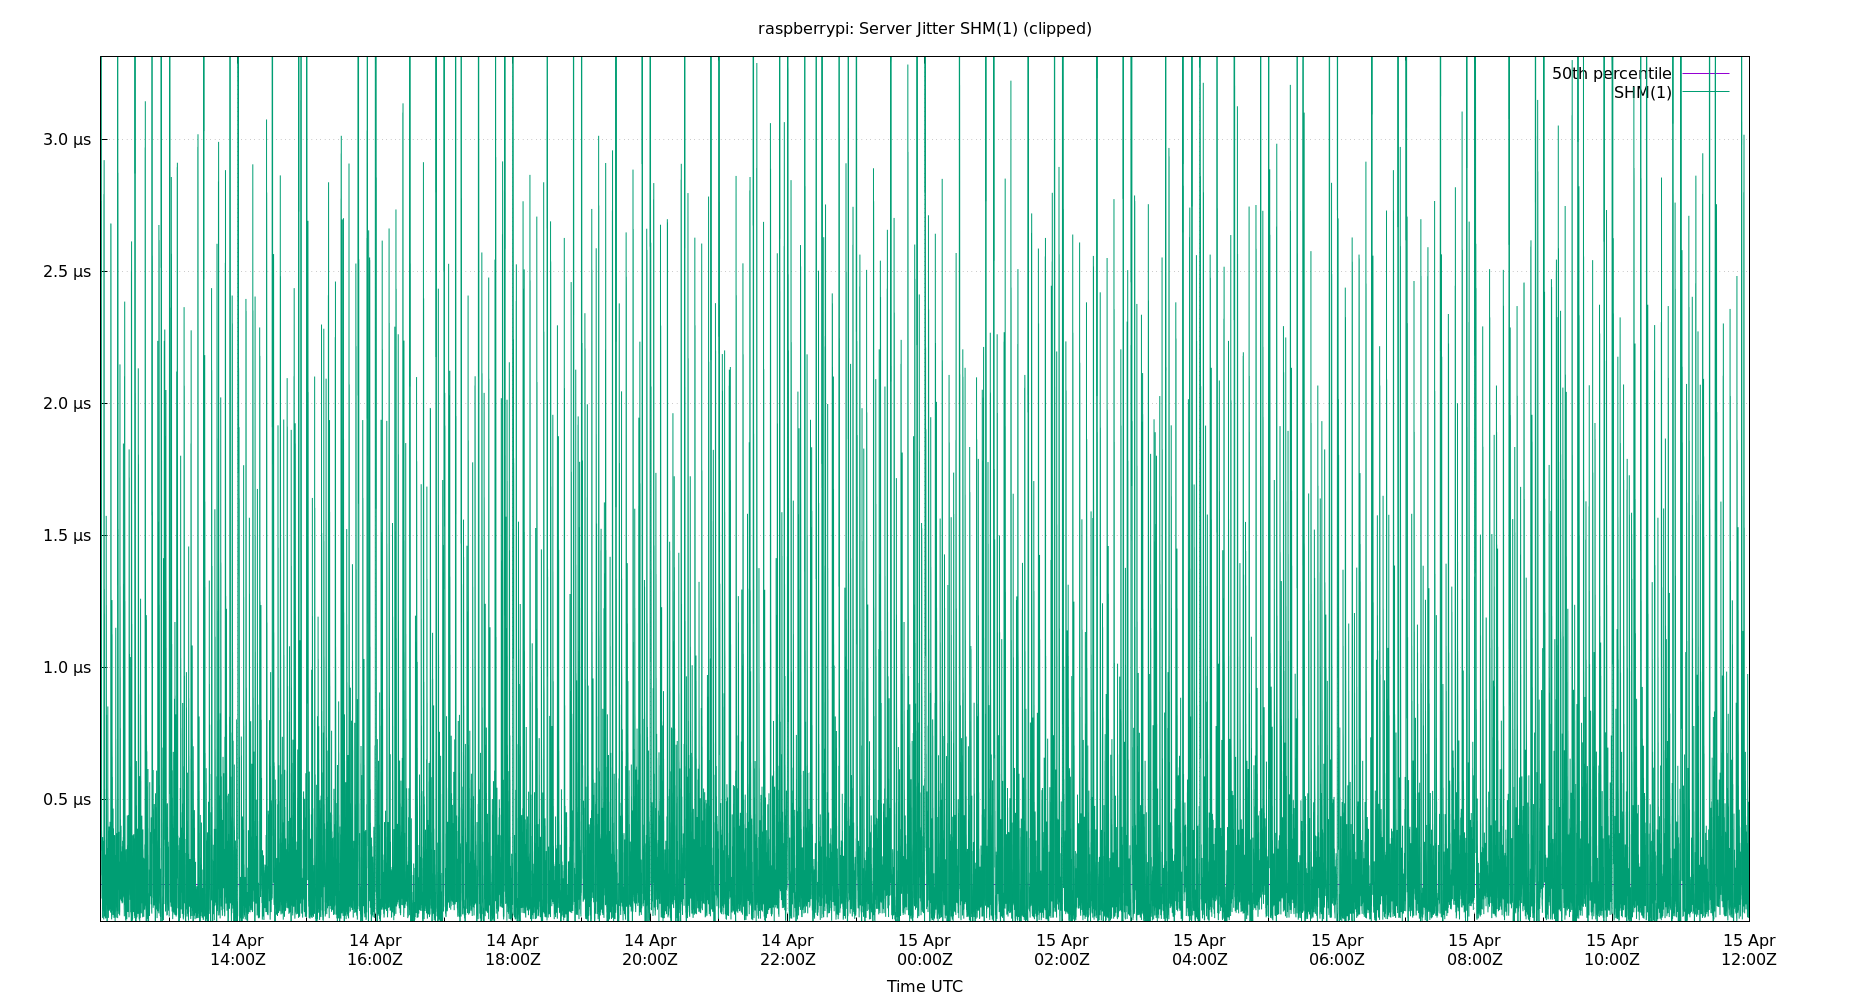 raspberrypi: Server Jitter SHM(1) (clipped)
50th percentile
SHM(1)
3.0 µs
2.5 µs
2.0 µs
1.5 µs
1.0 µs
0.5 µs
14 Apr 14 Apr 14 Apr 14 Apr 14 Apr 15 Apr 15 Apr 15 Apr 15 Apr 15 Apr 15 Apr 15 Apr
14:00Z 16:00Z 18:00Z 20:00Z 22:00Z 00:00Z 02:00Z 04:00Z 06:00Z 08:00Z 10:00Z 12:00Z
Time UTC